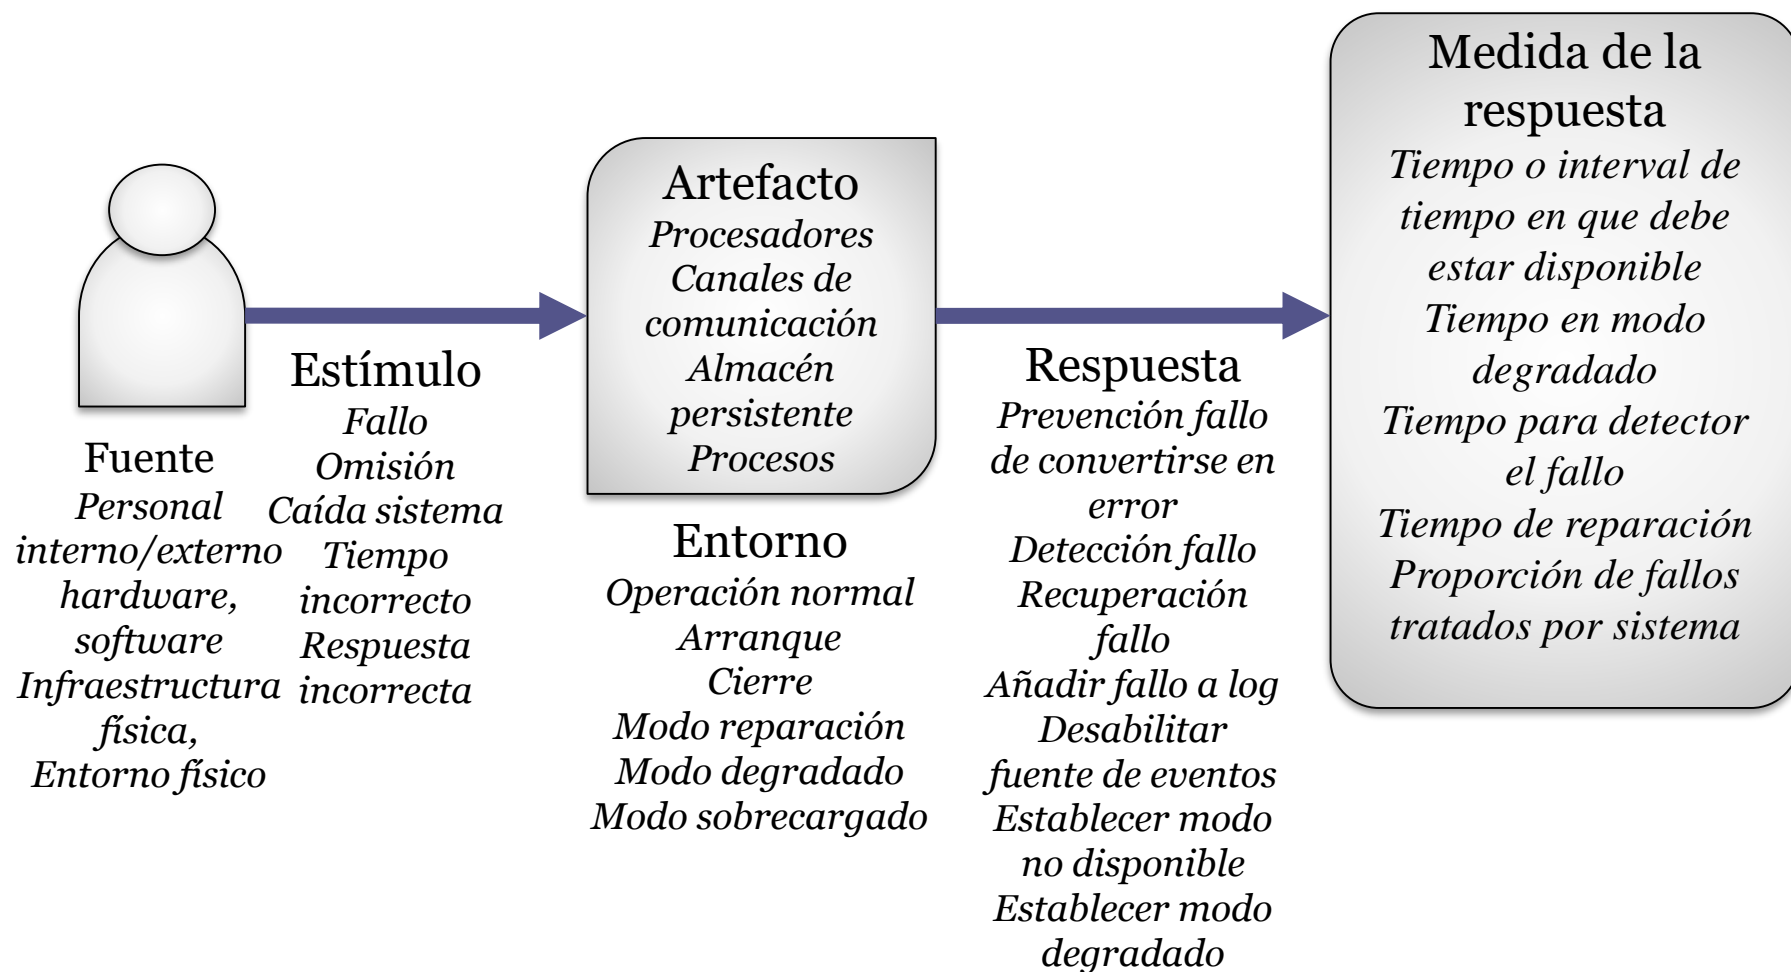 Fuente
Personal
interno/externo
hardware,
software
Infraestructura
física,
Entorno físico
Estímulo
Fallo
Omisión
Caída sistema
Tiempo
incorrecto
Respuesta
incorrecta
Artefacto
Procesadores
Canales de
comunicación
Almacén
persistente
Procesos
Entorno
Operación normal
Arranque
Cierre
Modo reparación
Modo degradado
Modo sobrecargado
Respuesta
Prevención fallo
de convertirse en
error
Detección fallo
Recuperación
fallo
Añadir fallo a log
Desabilitar
fuente de eventos
Establecer modo
no disponible
Establecer modo
degradado
Medida de la
respuesta
Tiempo o interval de
tiempo en que debe
estar disponible
Tiempo en modo
degradado
Tiempo para detector
el fallo
Tiempo de reparación
Proporción de fallos
tratados por sistema